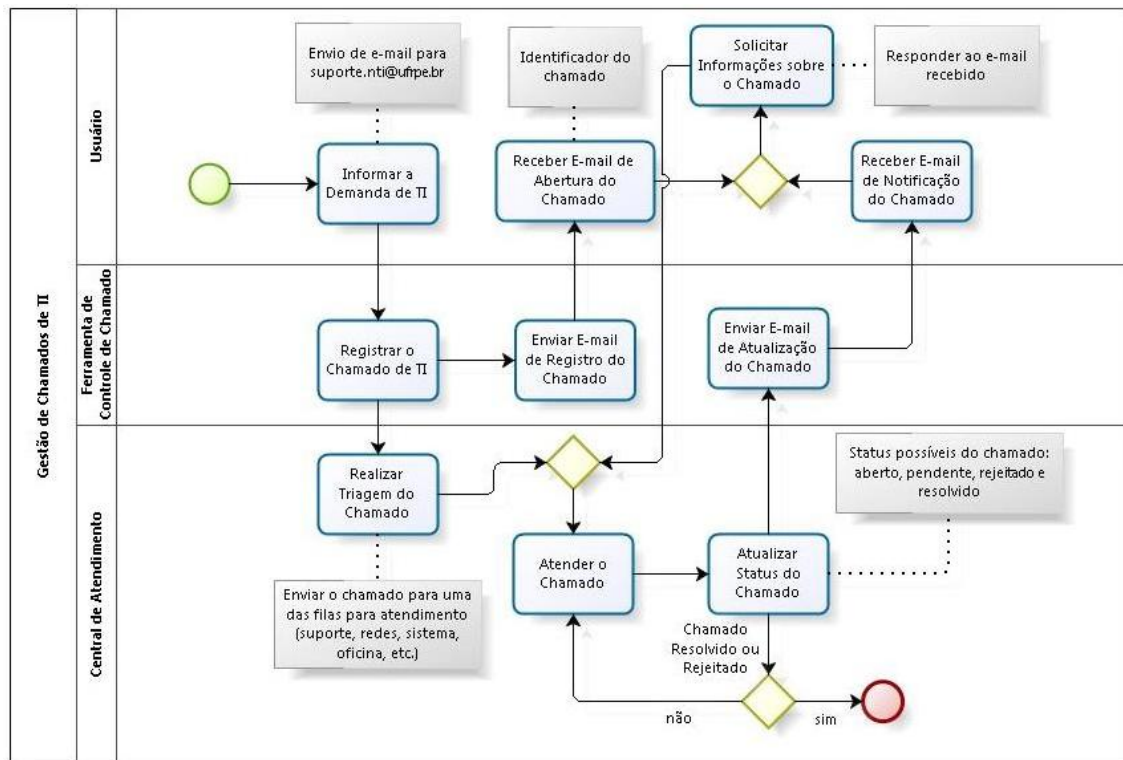 Gestão de Chamados de TI
Usuário
Envio de e-mail para
suporte.nti@ufrpe.br
Identificador do
chamado
Solicitar
Informações sobre
o Chamado
Responder ao e-mail
recebido
Informar a
Demanda de TI
Receber E-mail de
Abertura do
Chamado
Receber E-mail
de Notificação
do Chamado
Ferramenta de
Controle de Chamado
Registrar o
Chamado de TI
Enviar E-mail
de Registro do
Chamado
Enviar E-mail
de Atualização
do Chamado
Central de Atendimento
Realizar
Triagem do
Chamado
Status possíveis do chamado:
aberto, pendente, rejeitado e
resolvido
Atender o
Chamado
Atualizar
Status do
Chamado
Enviar o chamado para uma
das filas para atendimento
(suporte, redes, sistema,
oficina, etc.)
Chamado
Resolvido ou
Rejeitado
não
sim